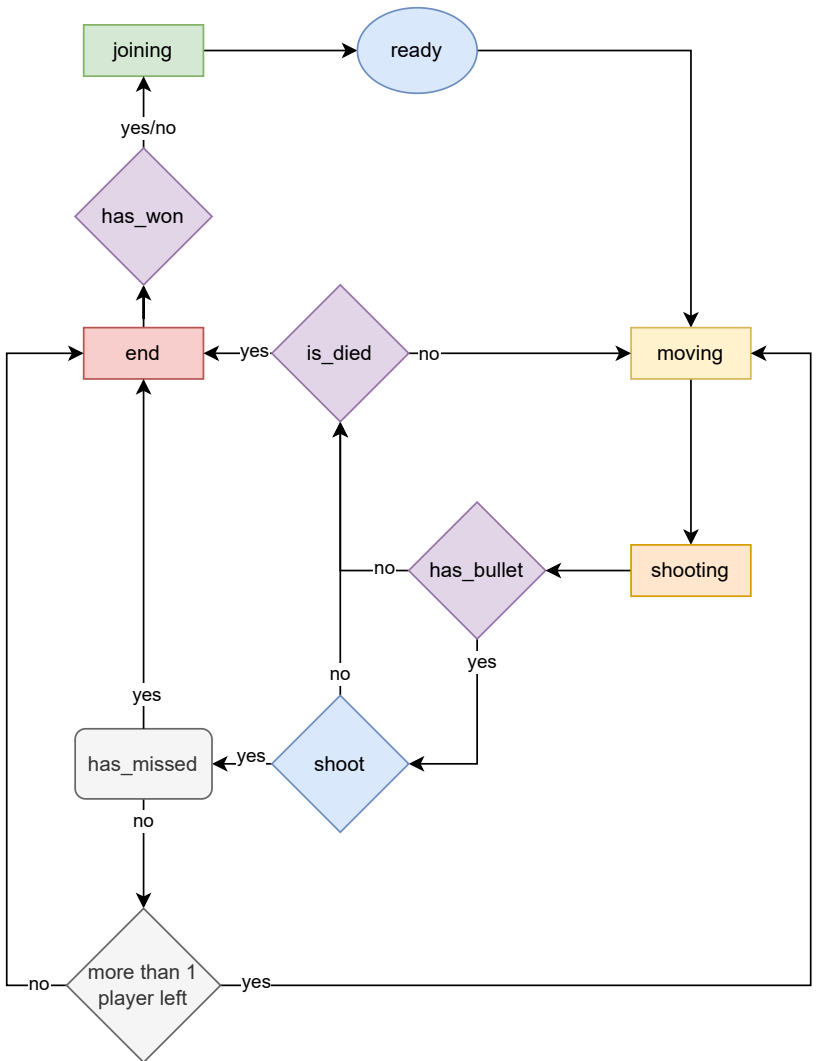 joining
ready
yes/no
has_won
end
yes
is_died
no
moving
no
has_bullet
shooting
yes
no
yes
has_missed
yes
shoot
no
more than 1
player left
no
yes